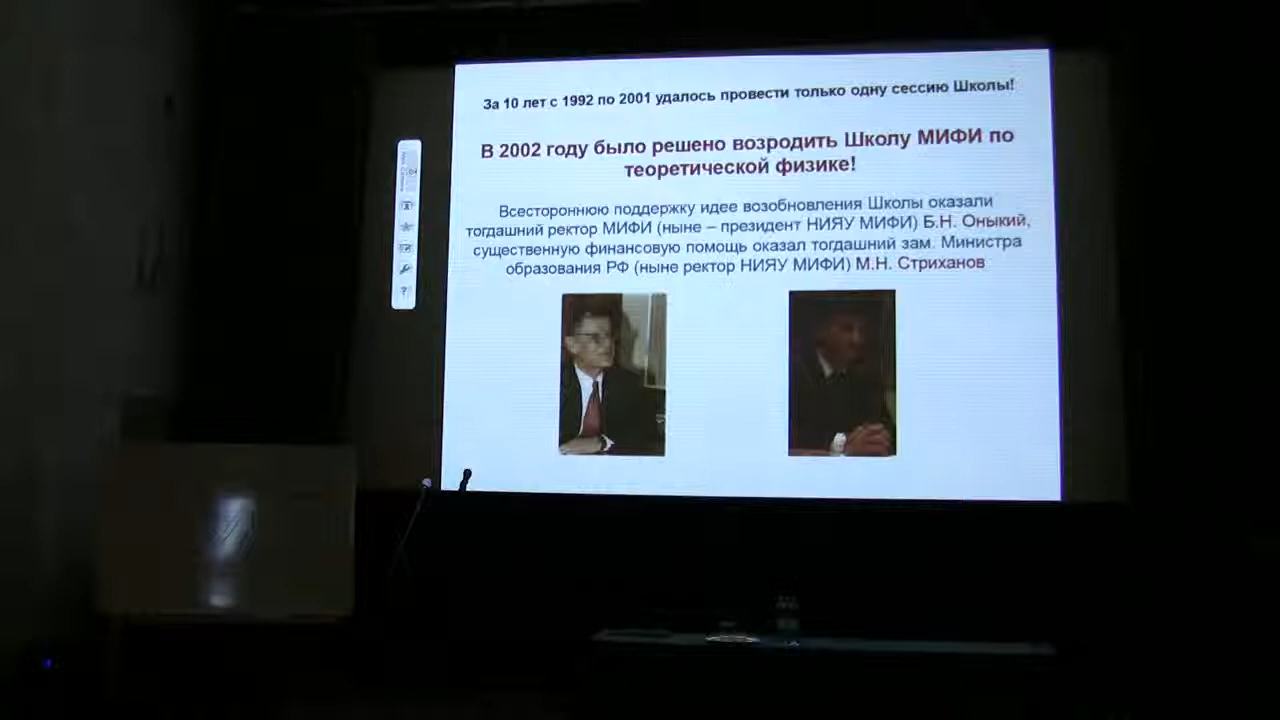 За 10 лет с 1992 по 2001 удалось провести только одну сессию Школы!
В 2002 году было решено возродить Школу МИФИ по
теоретической физике!
Всестороннюю поддержку идее возобновления Школы оказали
тогдашний ректор МИФИ (ныне – президент НИЯУ МИФИ) Б.Н. Оныкий,
существенную финансовую помощь оказал тогдашний зам. Министра
образования РФ (ныне ректор НИЯУ МИФИ) М.Н. Стриханов
?